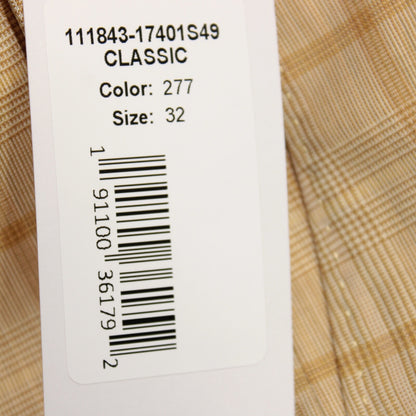 111843-17401S49
CLASSIC
Color: 277
Size: 32
1 91100 36179 2